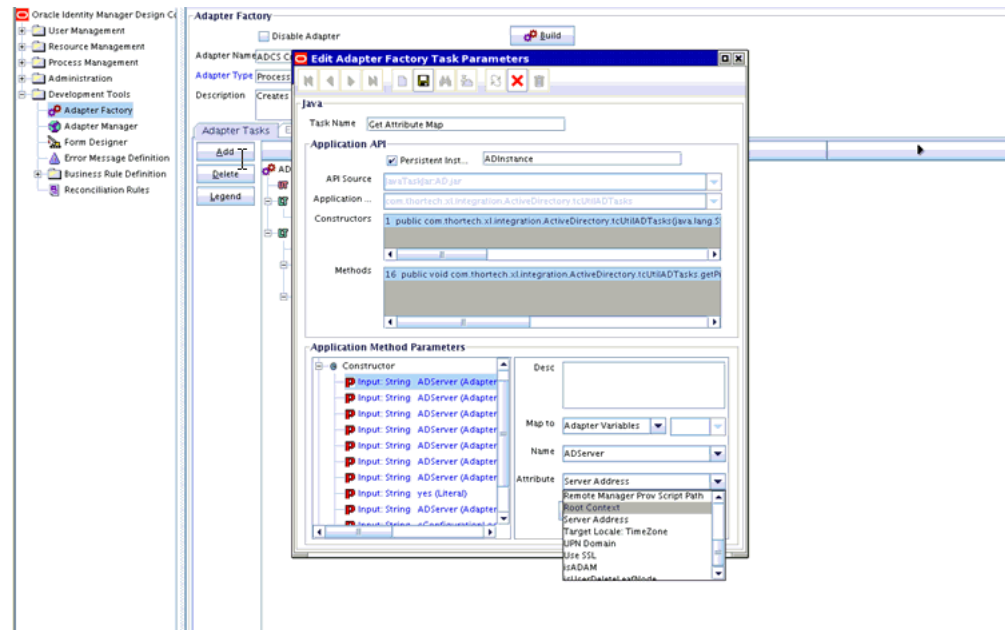 Oracle Identity Manager Design Co
User Management
Resource Management
Process Management
Administration
Development Tools
Adapter Factory
Adapter Manager
Form Designer
Error Message Definition
Business Rule Definition
Reconciliation Rules
Adapter Factory
Disable Adapter
Build
Adapter Name ADCS C
Adapter Type Process
Description Creates
Adapter Tasks
Add
Delete
Legend
AD
Edit Adapter Factory Task Parameters
Java
Task Name Get Attribute Map
Application API
Persistent Inst... ADInstance
API Source JavaTaskJar:AD.jar
Application ... com.thortech.xl.integration.ActiveDirectory.tcUtilADTasks
Constructors 1 public com.thortech.xl.integration.ActiveDirectory.tcUtilADTasks(java.lang.S
Methods 16 public void com.thortech.xl.integration.ActiveDirectory.tcUtilADTasks.getP
Application Method Parameters
Constructor
Input: String ADServer (Adapter
Input: String ADServer (Adapter
Input: String ADServer (Adapter
Input: String ADServer (Adapter
Input: String ADServer (Adapter
Input: String ADServer (Adapter
Input: String ADServer (Adapter
Input: String yes (Literal)
Input: String ADServer (Adapter
Desc
Map to Adapter Variables
Name ADServer
Attribute Server Address
Remote Manager Prov Script Path
Root Context
Server Address
Target Locale: TimeZone
UPN Domain
Use SSL
isADAM
isUserDeleteLeafNode